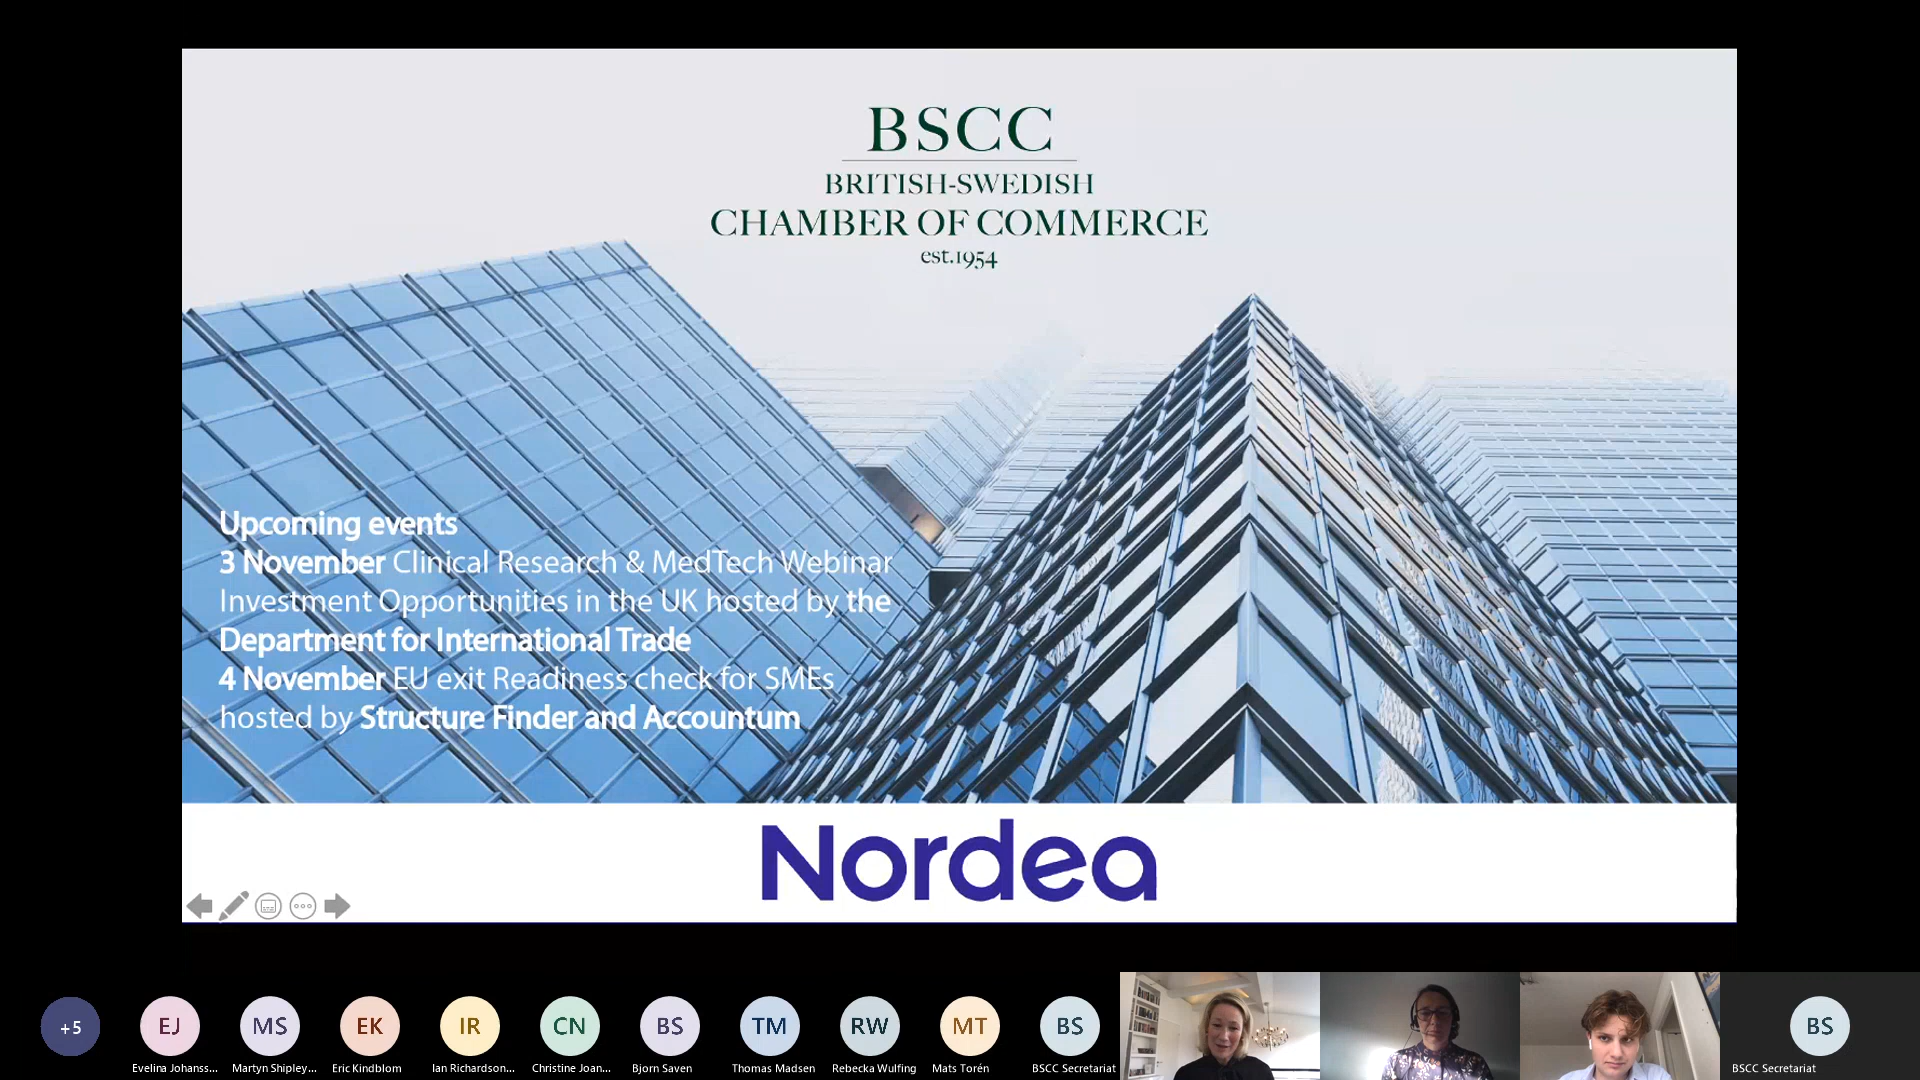 BSCC
BRITISH-SWEDISH
CHAMBER OF COMMERCE
est.1954
Upcoming events
3 November Clinical Research & MedTech Webinar
Investment Opportunities in the UK hosted by the
Department for International Trade
4 November EU exit Readiness check for SMEs
hosted by Structure Finder and Accountum
Nordea
+5
EJ
MS
EK
IR
CN
BS
TM
RW
MT
BS
BS
Evelina Johanss...
Martyn Shipley...
Eric Kindblom
Ian Richardson...
Christine Joan...
Bjorn Saven
Thomas Madsen
Rebecka Wulfing
Mats Torén
BSCC Secretariat
BSCC Secretariat